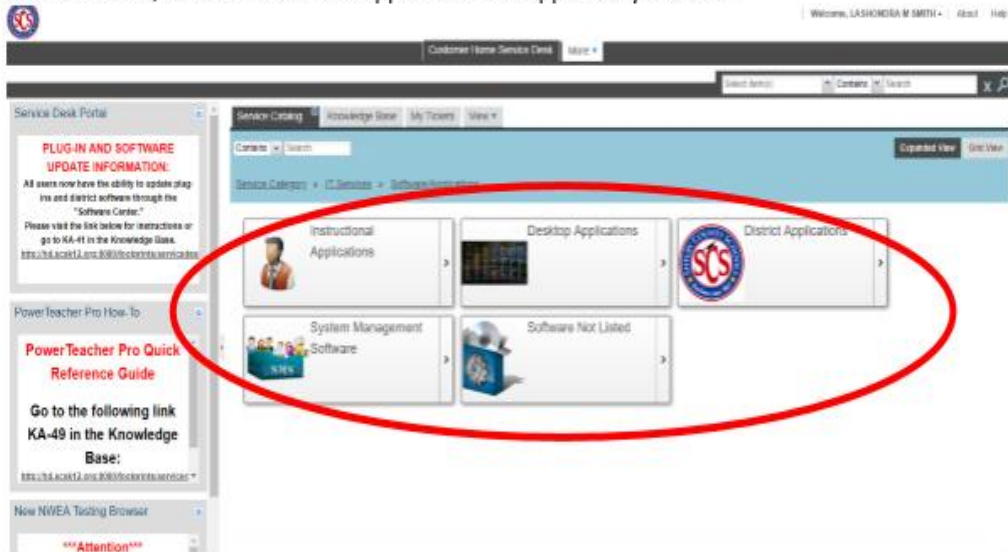 Welcome, LASHONDRA M SMITH
About
Help
SCS
Customer Home Service Desk
More
Contains
Search
X
Service Desk Portal
PLUG-IN AND SOFTWARE
UPDATE INFORMATION:
All users now have the ability to update plug-
ins and district software through the
"Software Center."
Please visit the link below for instructions or
go to KA-41 in the Knowledge Base.
PowerTeacher Pro How-To
PowerTeacher Pro Quick
Reference Guide
Go to the following link
KA-49 in the Knowledge
Base:
New NWEA Testing Browser
***Attention***
Service Catalog
Knowledge Base
My Tickets
View
Contains
Search
Expanded View
Grid View
Service Category » IT Services » Software/Applications
Instructional
Applications
Desktop Applications
District Applications
SCS
System Management
Software
SMS
Software Not Listed